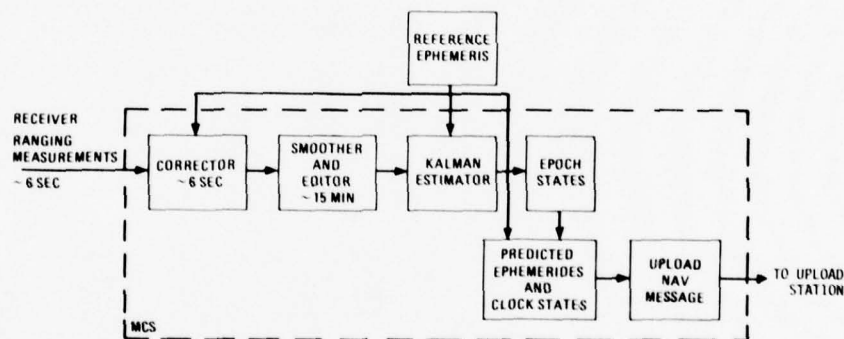 REFERENCE
EPHEMERIS
RECEIVER
RANGING
MEASUREMENTS
~6 SEC
CORRECTOR
~6 SEC
SMOOTHER
AND
EDITOR
~15 MIN
KALMAN
ESTIMATOR
EPOCH
STATES
PREDICTED
EPHEMERIDES
AND
CLOCK STATES
UPLOAD
NAV
MESSAGE
TO UPLOAD
STATION
MCS